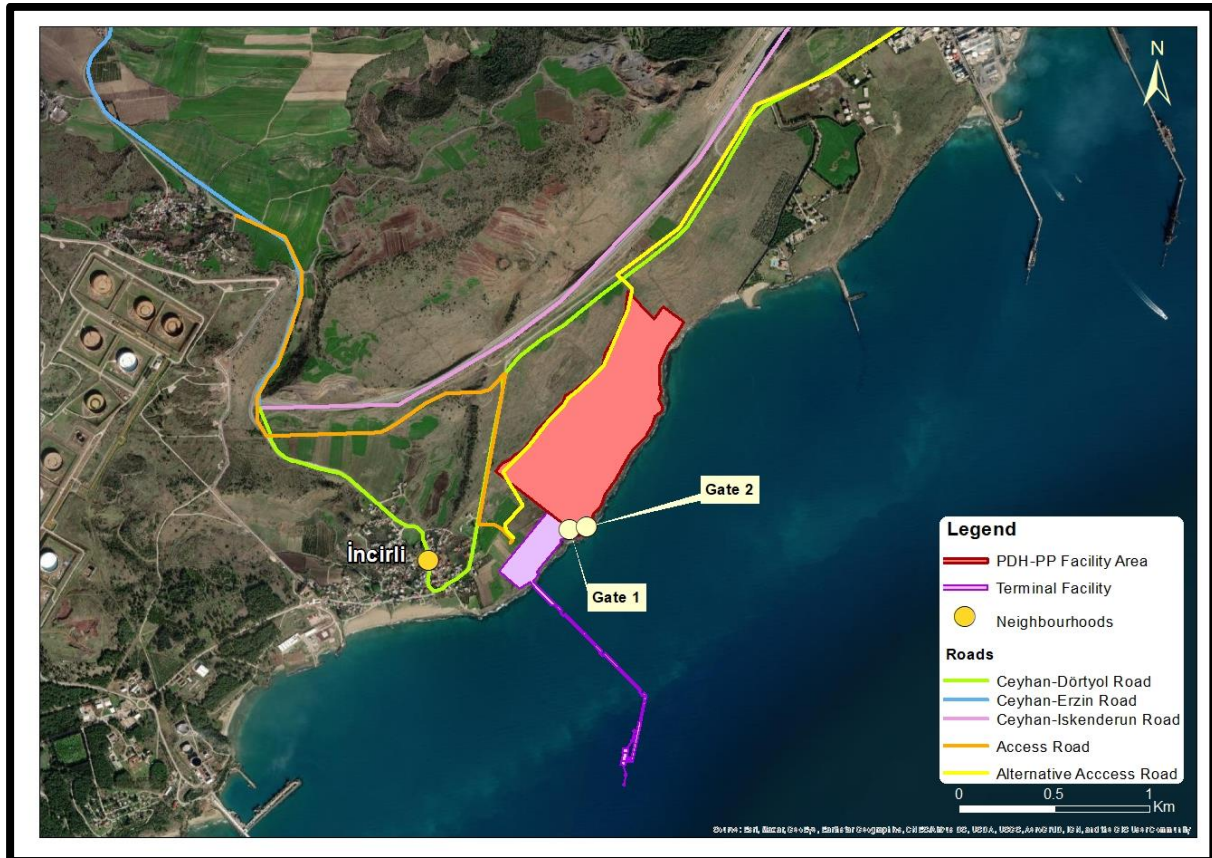 N
Gate 2
İncirli
Gate 1
Legend
PDH-PP Facility Area
Terminal Facility
Neighbourhoods
Roads
Ceyhan-Dörtyol Road
Ceyhan-Erzin Road
Ceyhan-Iskenderun Road
Access Road
Alternative Acccess Road
0 0.5 1
Km